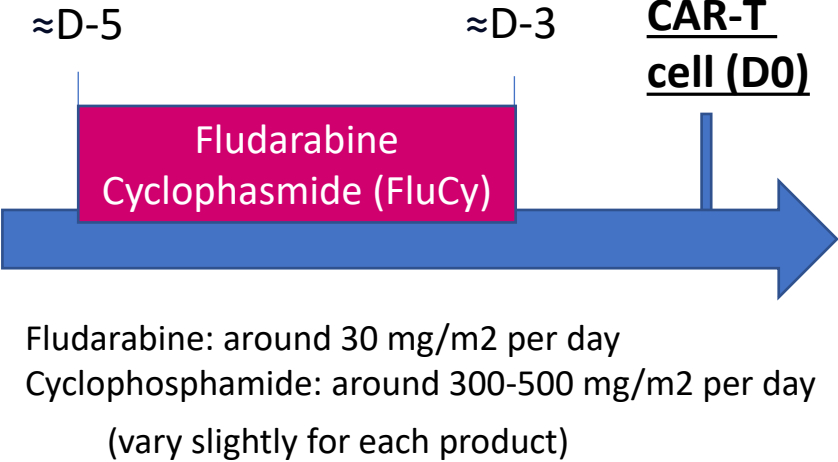 ≈D-5
≈D-3
CAR-T
cell (D0)
Fludarabine
Cyclophasmide (FluCy)
Fludarabine: around 30 mg/m2 per day
Cyclophosphamide: around 300-500 mg/m2 per day
(vary slightly for each product)